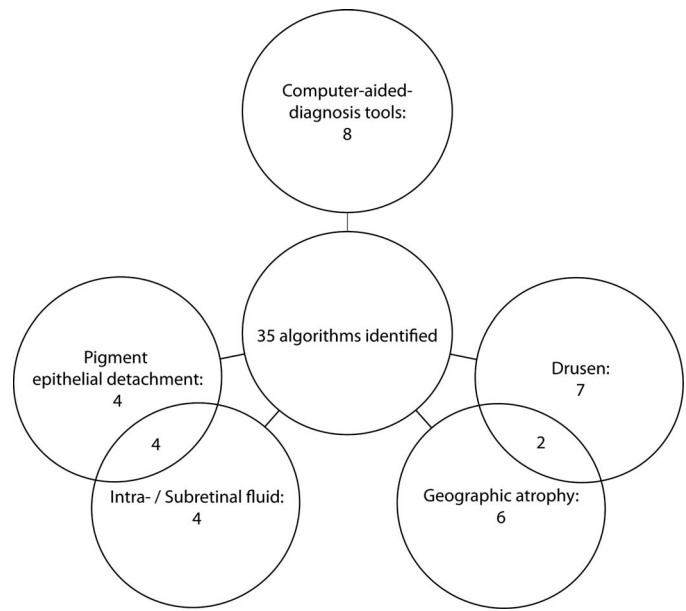 Computer-aided-
diagnosis tools:
8
35 algorithms identified
Pigment
epithelial detachment:
4
4
Intra- / Subretinal fluid:
4
Drusen:
7
2
Geographic atrophy:
6